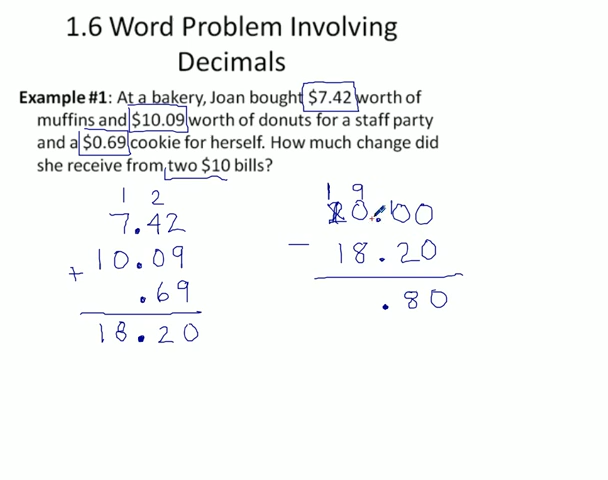 1.6 Word Problem Involving
Decimals
Example #1: At a bakery, Joan bought $7.42 worth of
muffins and $10.09 worth of donuts for a staff party
and a $0.69 cookie for herself. How much change did
she receive from two $10 bills?
1 2
7.42
10.09
+ .69
18.20
1 9
20.00
- 18.20
.80